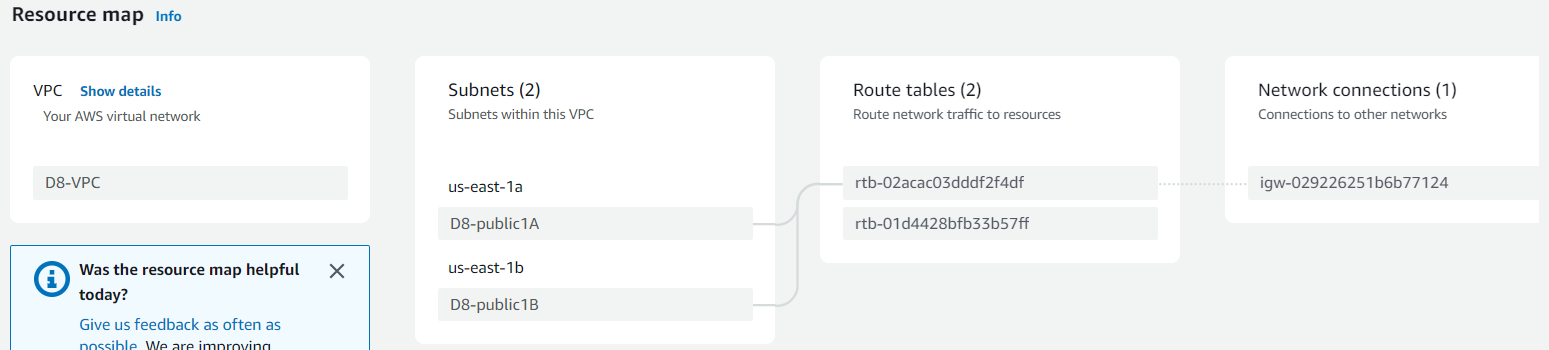 Resource map Info
VPC Show details
Your AWS virtual network
D8-VPC
Was the resource map helpful
today?
Give us feedback as often as
possible. We are improving
Subnets (2)
Subnets within this VPC
us-east-1a
D8-public1A
us-east-1b
D8-public1B
Route tables (2)
Route network traffic to resources
rtb-02acac03dddf2f4df
rtb-01d4428bfb33b57ff
Network connections (1)
Connections to other networks
igw-029226251b6b77124